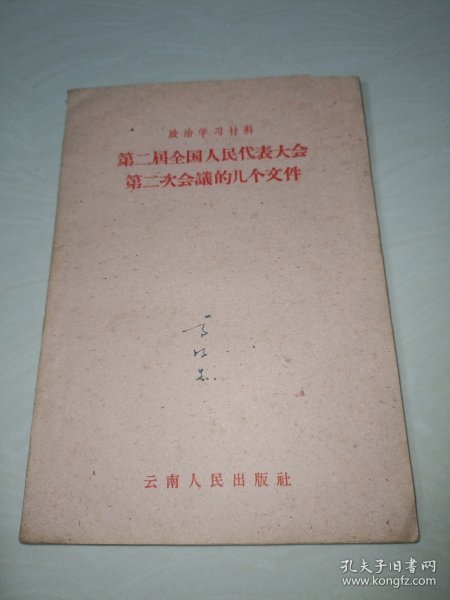 政治学习材料
第二届全国人民代表大会
第二次会議的几个文件
云南人民出版社
孔夫子旧书网
www.kongfz.com